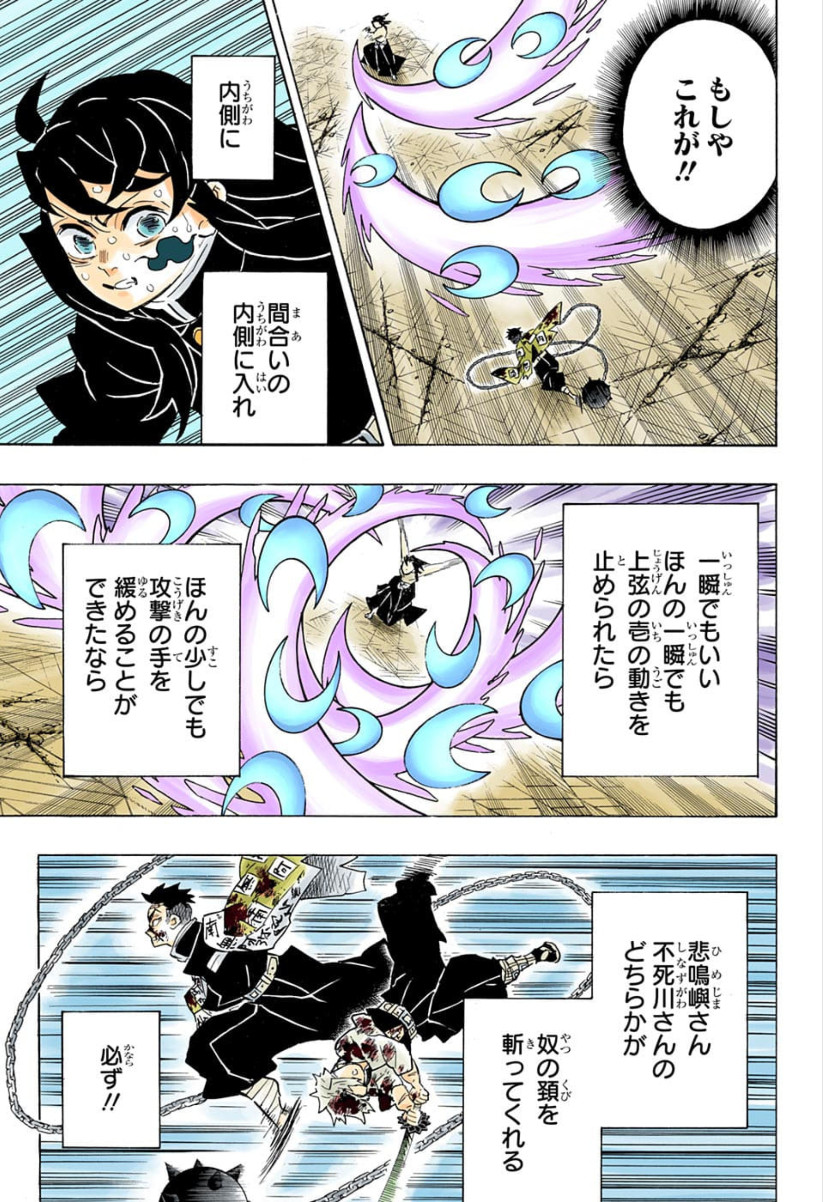 もしや
これが!!
内側に
間合いの
内側に入れ
一瞬でもいい
ほんの一瞬でも
上弦の壱の動きを
止められたら
ほんの少しでも
攻撃の手を
緩めることが
できたなら
悲鳴嶼さん
不死川さんの
どちらかが
奴の頚を
斬ってくれる
必ず!!